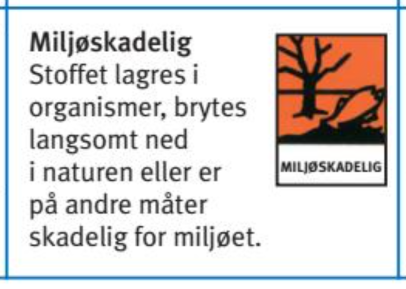 Miljøskadelig
Stoffet lagres i
organismer, brytes
langsomt ned
i naturen eller er
på andre måter
skadelig for miljøet.
MILJØSKADELIG